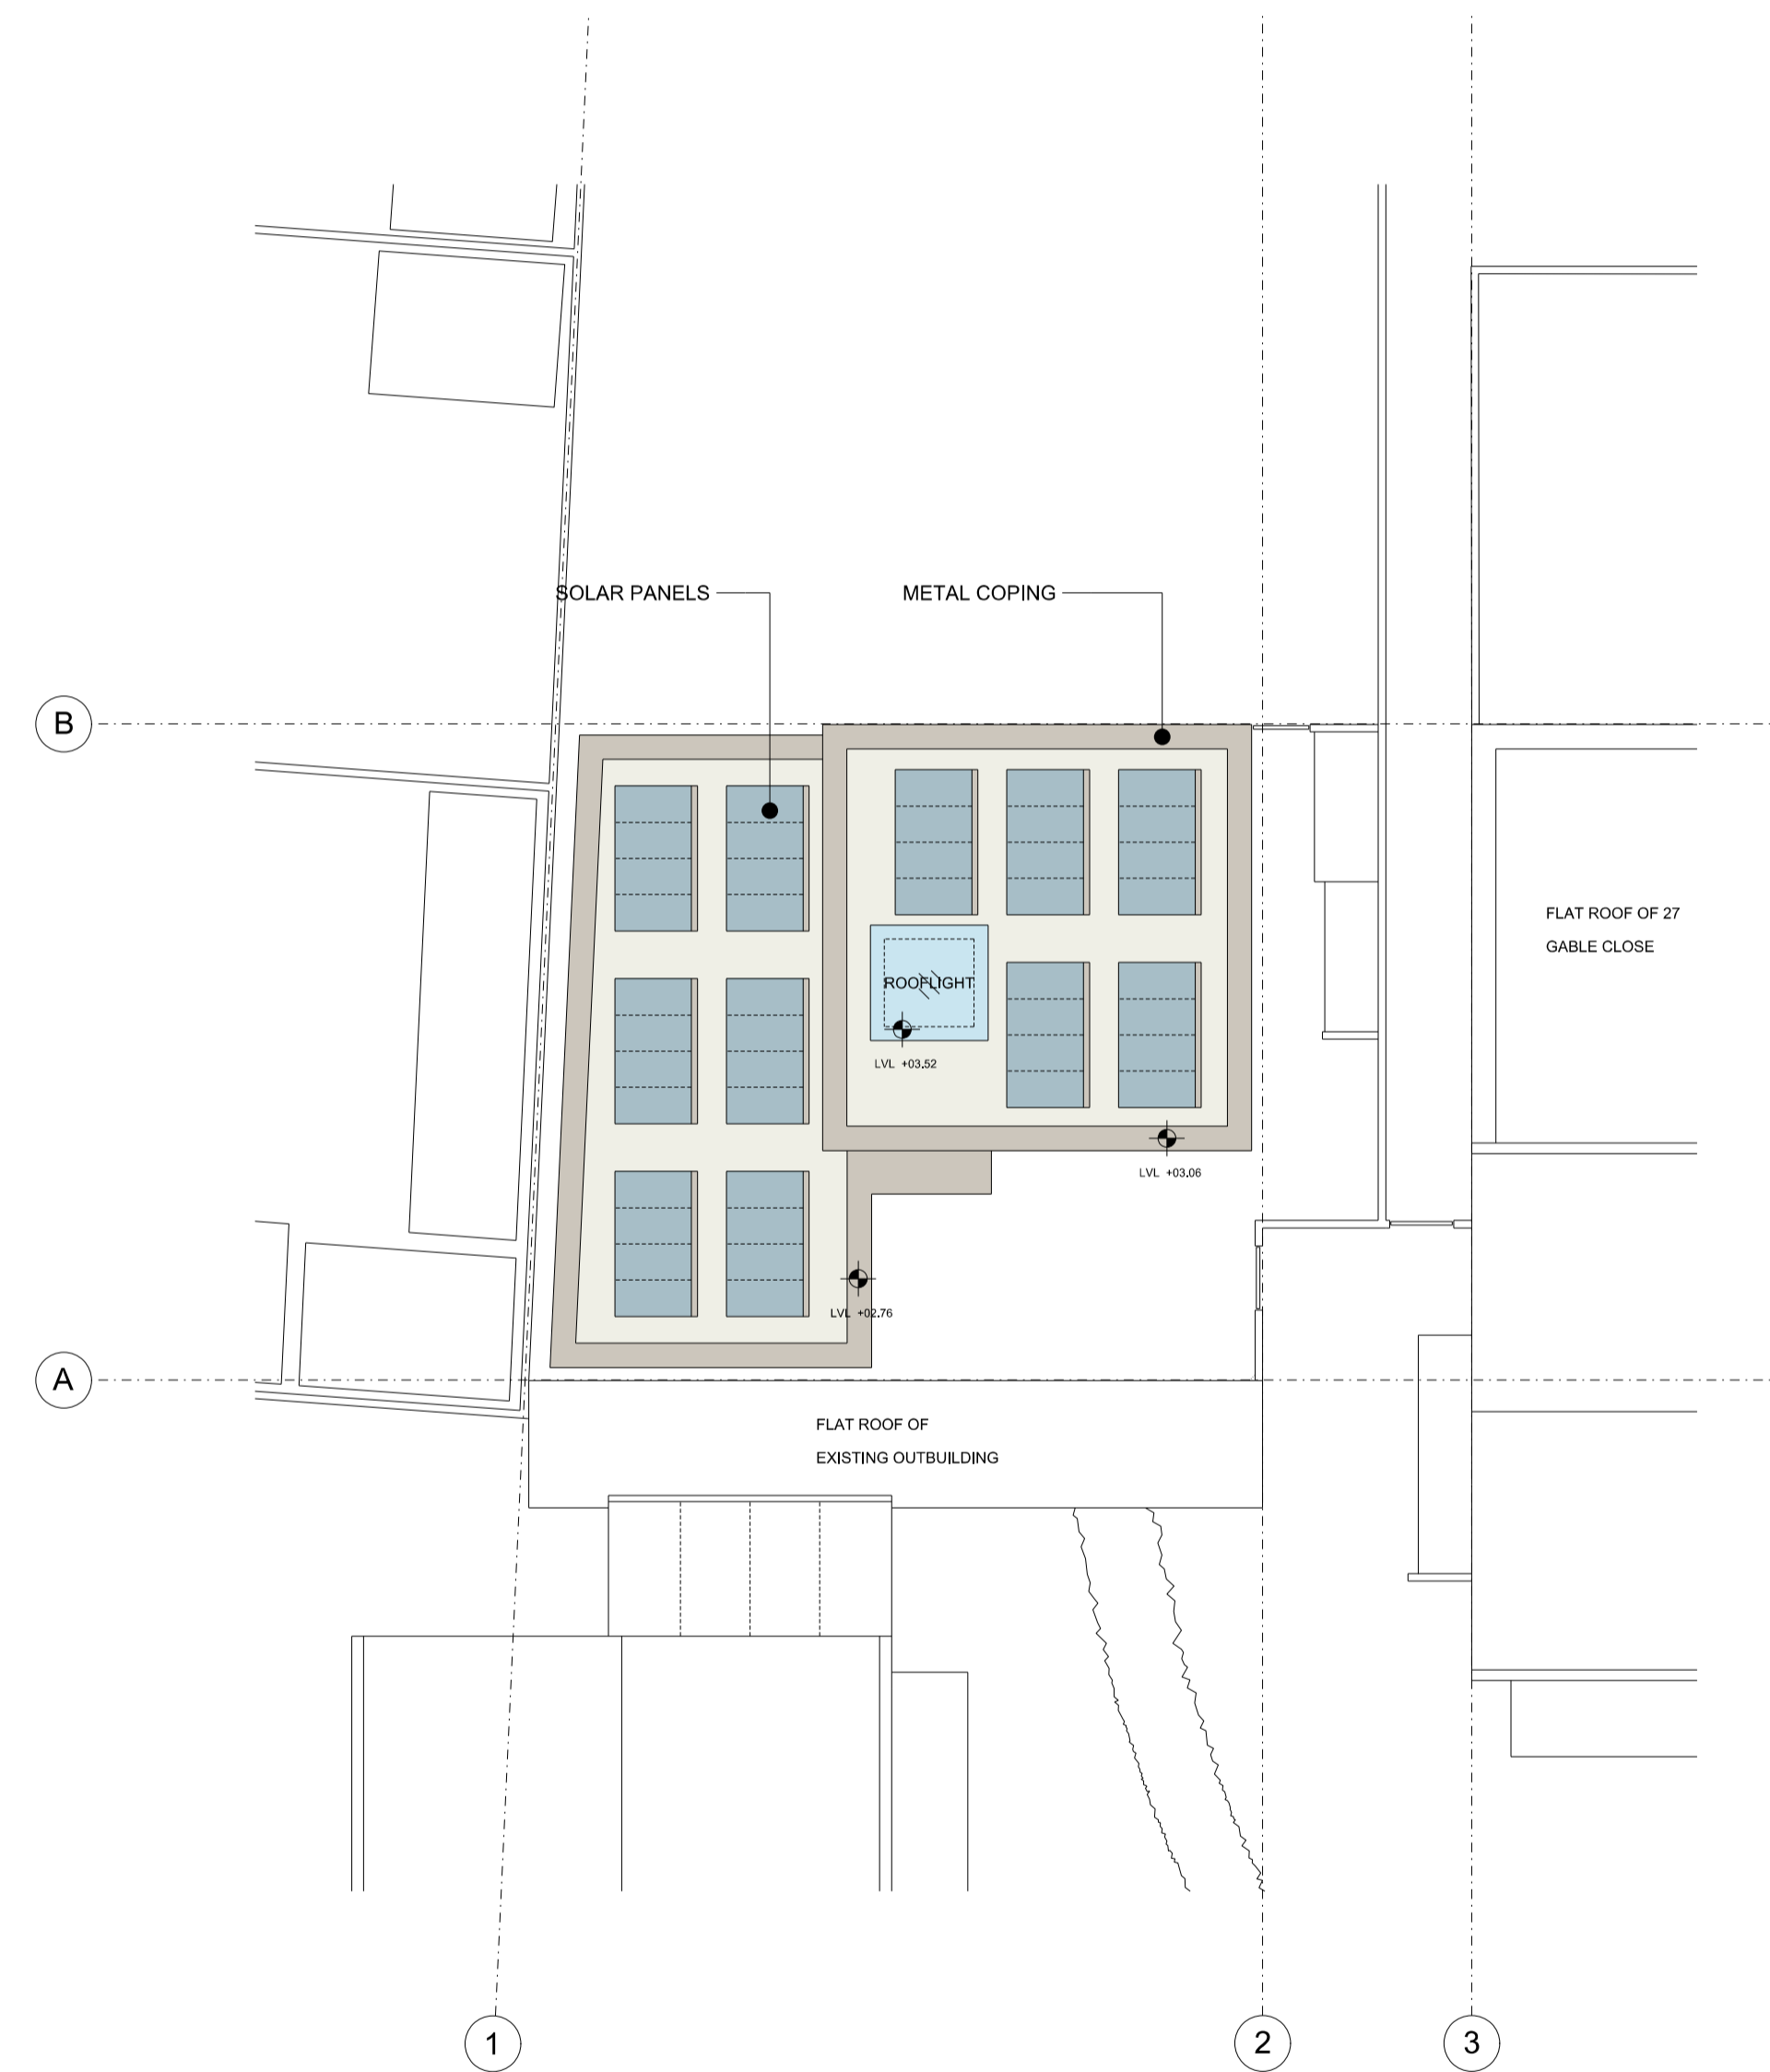 SOLAR PANELS
METAL COPING
B
FLAT ROOF OF 27
GABLE CLOSE
ROOFLIGHT
LVL +03.52
LVL +03.06
LVL +02.76
A
FLAT ROOF OF
EXISTING OUTBUILDING
1
2
3